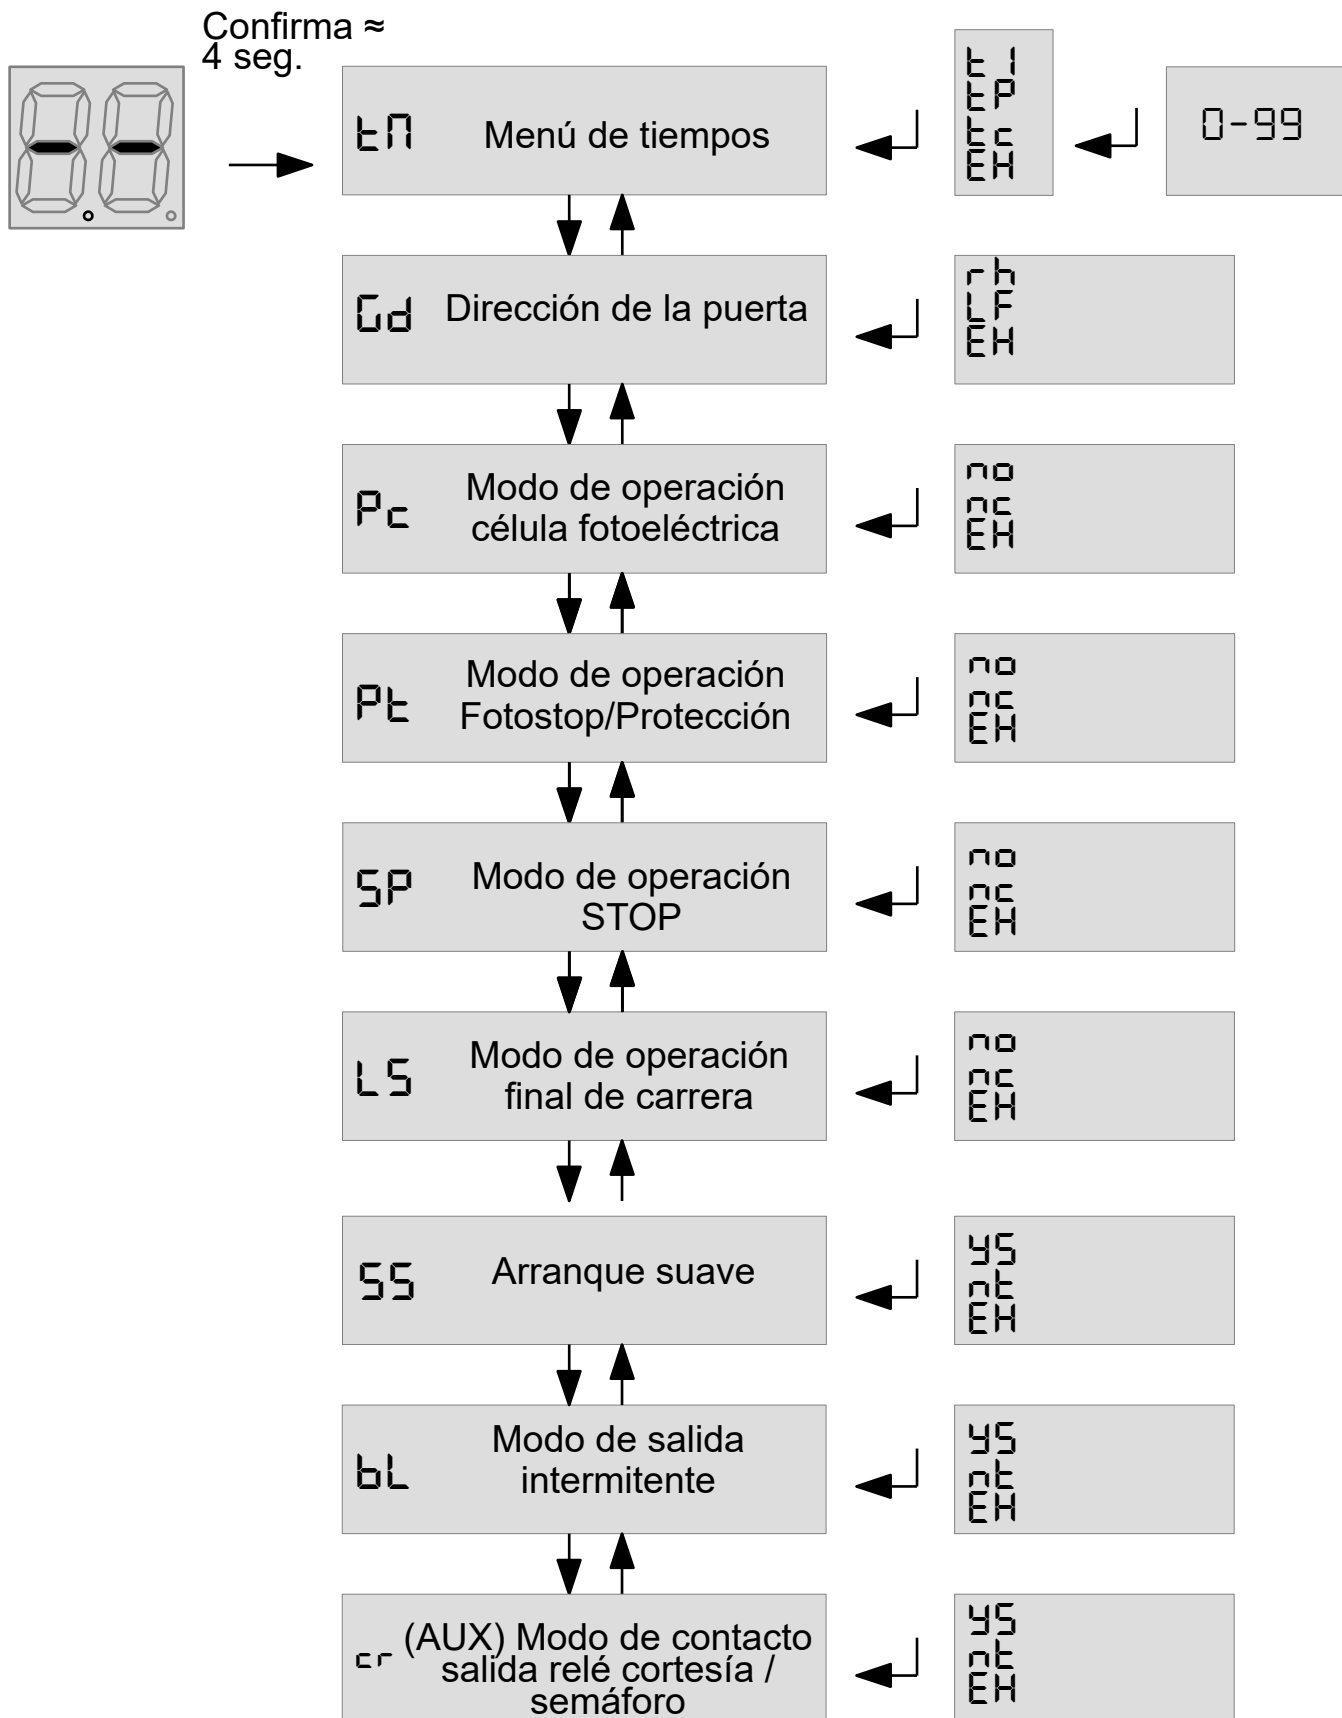 Confirma ≈
4 seg.
tM Menú de tiempos
t1
tP
tc
EH
0-99
Gd Dirección de la puerta
rh
LF
EH
Pc Modo de operación
célula fotoeléctrica
no
nc
EH
Pt Modo de operación
Fotostop/Protección
no
nc
EH
SP Modo de operación
STOP
no
nc
EH
LS Modo de operación
final de carrera
no
nc
EH
SS Arranque suave
YS
nt
EH
bL Modo de salida
intermitente
YS
nt
EH
cr (AUX) Modo de contacto
salida relé cortesía /
semáforo
YS
nt
EH